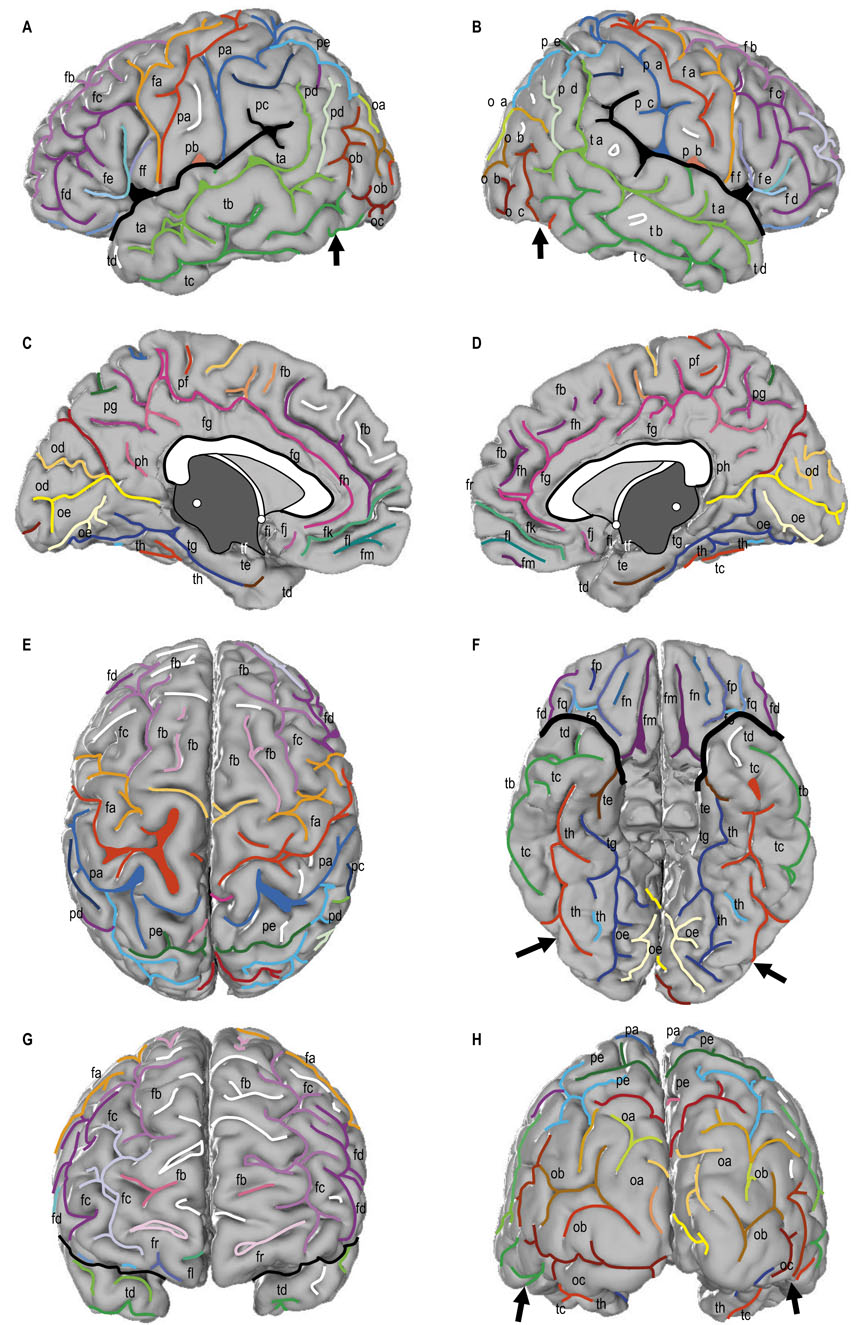 A
pa
pe
fb
fc
fa
pc
pd
pd
oa
pa
pb
ta
ob
fe
ff
fd
tb
ob
oc
ta
td
tc
B
p e
f b
p a
f a
p d
f c
o a
p c
o b
t a
p b
o b
f f
f e
f d
o c
t a
t b
t c
t d
C
pf
fb
pg
fg
fb
fg
ph
od
fh
od
oe
oe
fi
fj
fk
fl
th
tg
tf
te
fm
th
td
D
pf
fb
pg
fh
fg
fb
fh
fg
ph
od
fr
fk
oe
oe
fl
fj
fi
tf
tg
th
th
fm
te
tc
td
E
fb
fb
fd
fd
fc
fb
fb
fb
fc
fa
fa
pa
pa
pc
pd
pd
pe
pe
F
fp
fn
fn
fp
fq
fm
fq
fd
fo
fm
fo
fd
td
td
tb
tc
tc
tb
te
te
th
tg
tg
th
tc
tc
th
th
th
oe
oe
oe
G
fa
fa
fb
fb
fc
fc
fd
fb
fb
fc
fc
fc
fd
fd
fr
fr
fl
td
td
H
pa
pa
pe
pe
pe
pe
oa
oa
ob
oa
ob
ob
ob
oc
oc
tc
th
th
tc